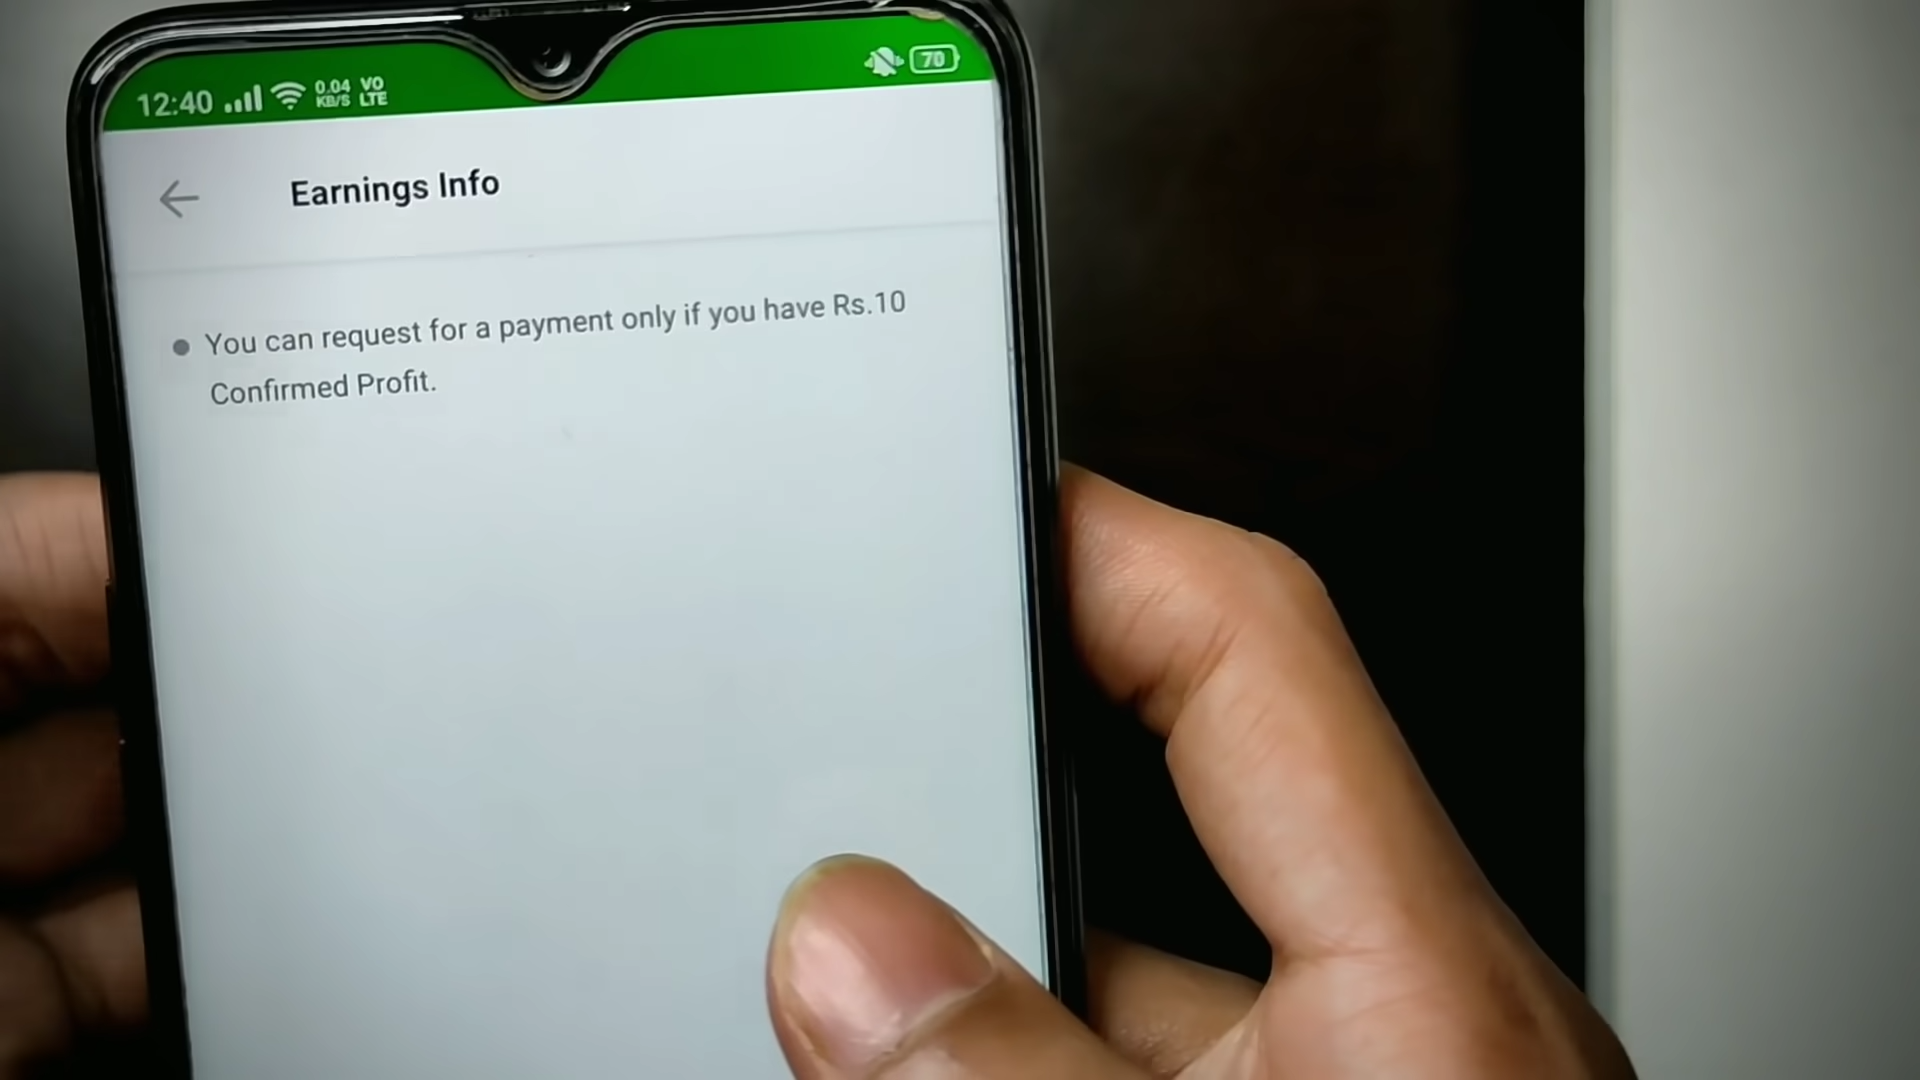 12:40 0.04 KB/S VO LTE 70
Earnings Info
You can request for a payment only if you have Rs.10
Confirmed Profit.